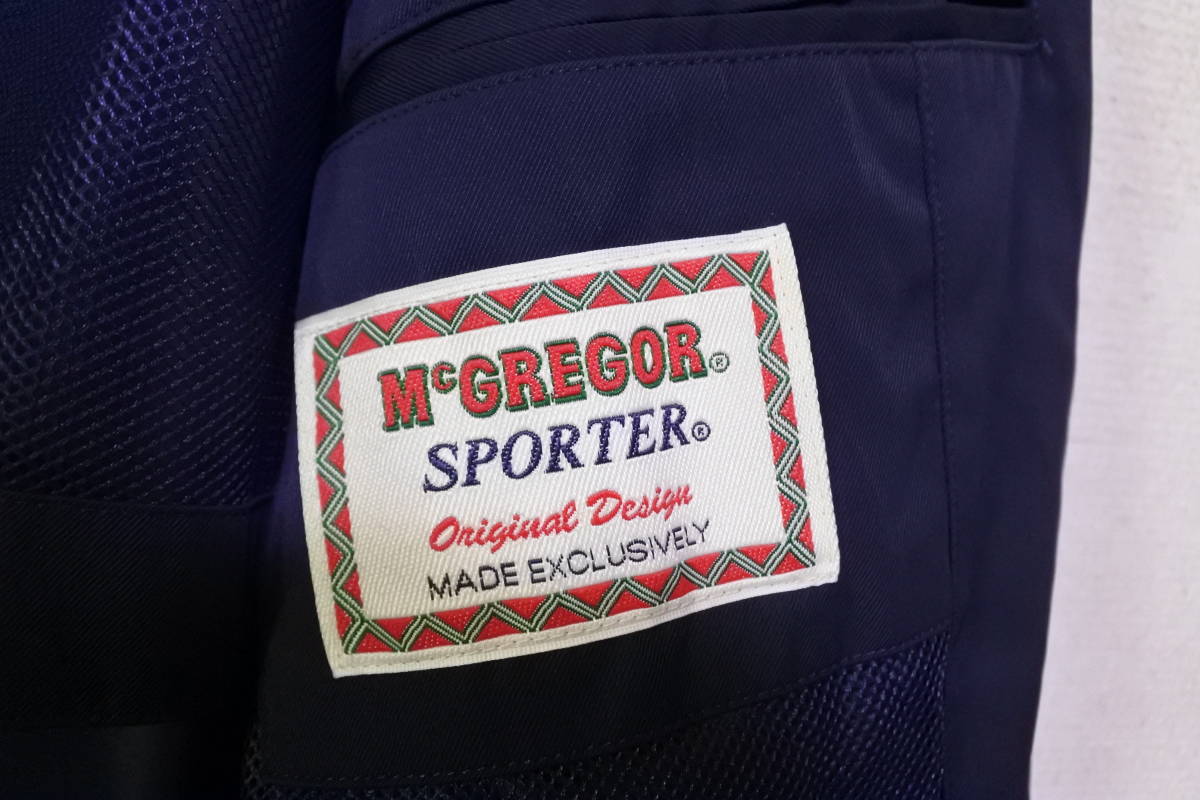 McGREGOR®
SPORTER®
Original Design
MADE EXCLUSIVELY